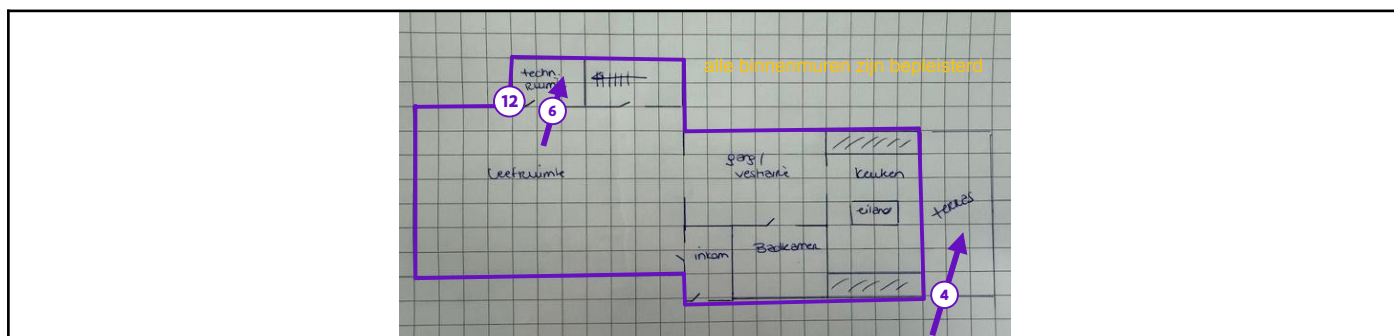 alle binnenmuren zijn bepleisterd
techn.
Ruimte
12
6
Leefruimte
gang/
vestiaire
keuken
eiland
terras
inkom
Badkamer
4